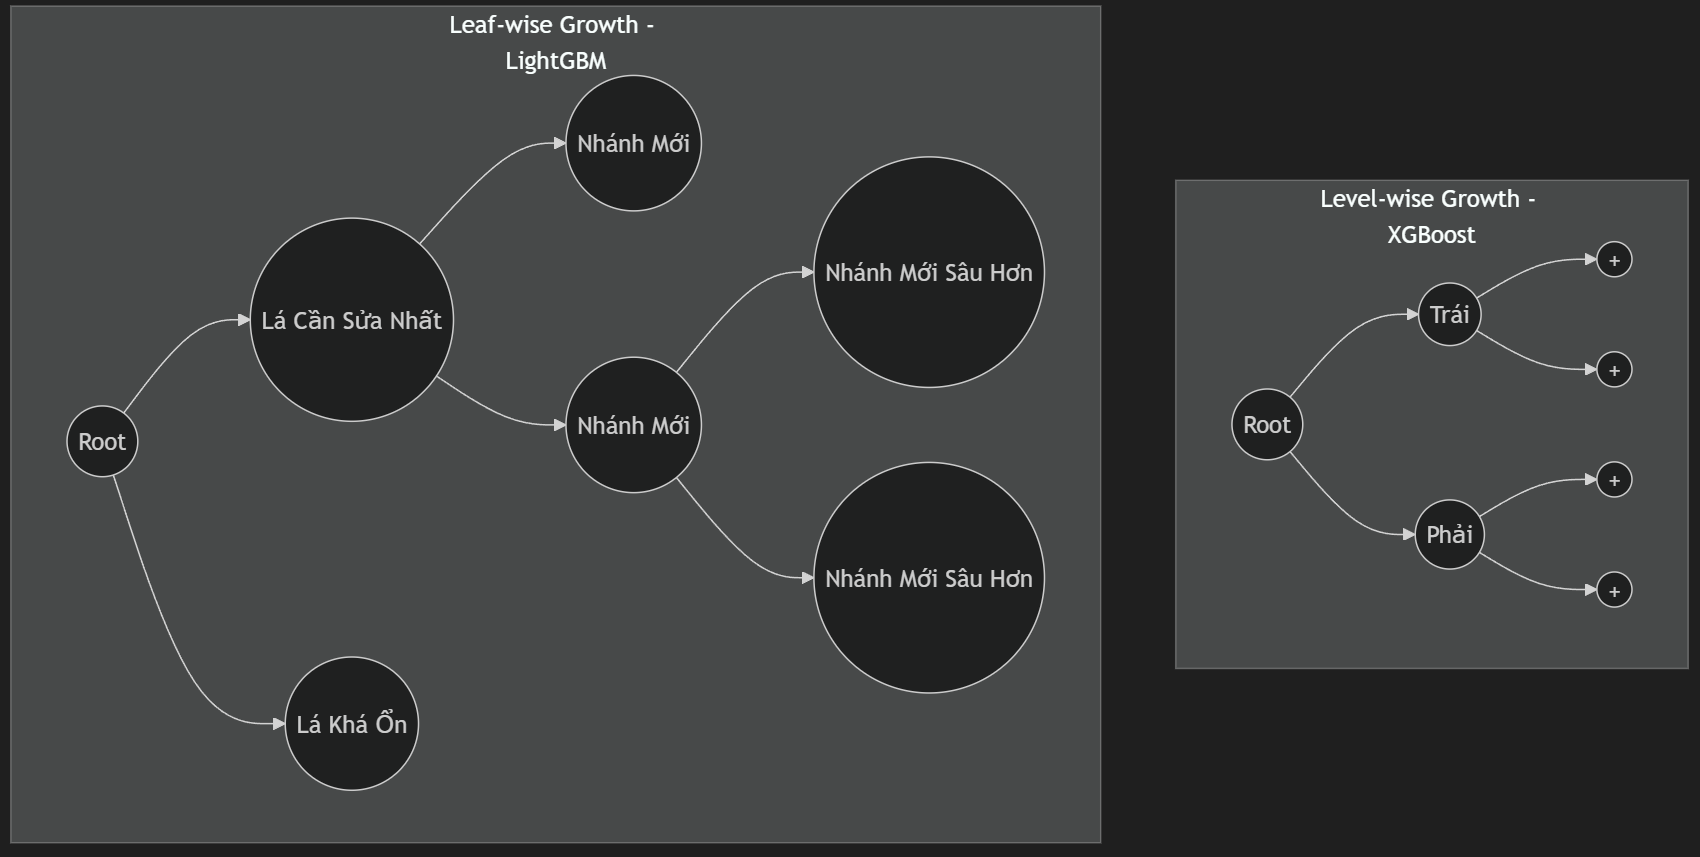 Leaf-wise Growth -
LightGBM
Nhánh Mới
Nhánh Mới Sâu Hơn
Lá Cần Sửa Nhất
Nhánh Mới
Root
Nhánh Mới Sâu Hơn
Lá Khá Ổn
Level-wise Growth -
XGBoost
+
Trái
+
Root
+
Phải
+